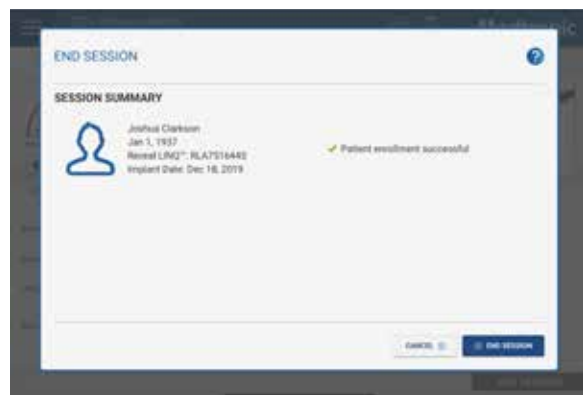 Medtronic
END SESSION
SESSION SUMMARY
Joshua Clarkson
Jan 1, 1937
Reveal LINQ™: RLA7516440
Implant Date: Dec 18, 2019
Patient enrollment successful
CANCEL
END SESSION